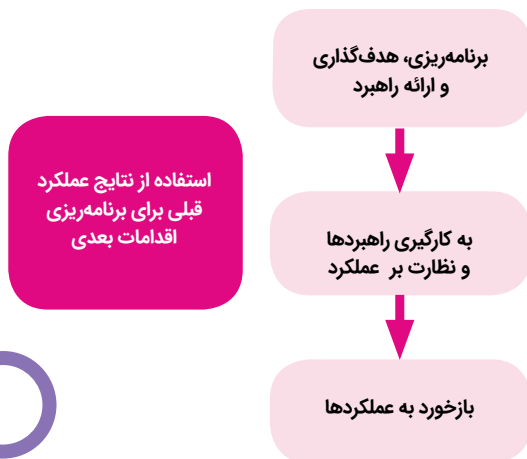 برنامه‌ریزی، هدف‌گذاری
و ارائه راهبرد
استفاده از نتایج عملکرد
قبلی برای برنامه‌ریزی
اقدامات بعدی
به کارگیری راهبردها
و نظارت بر عملکرد
بازخورد به عملکردها